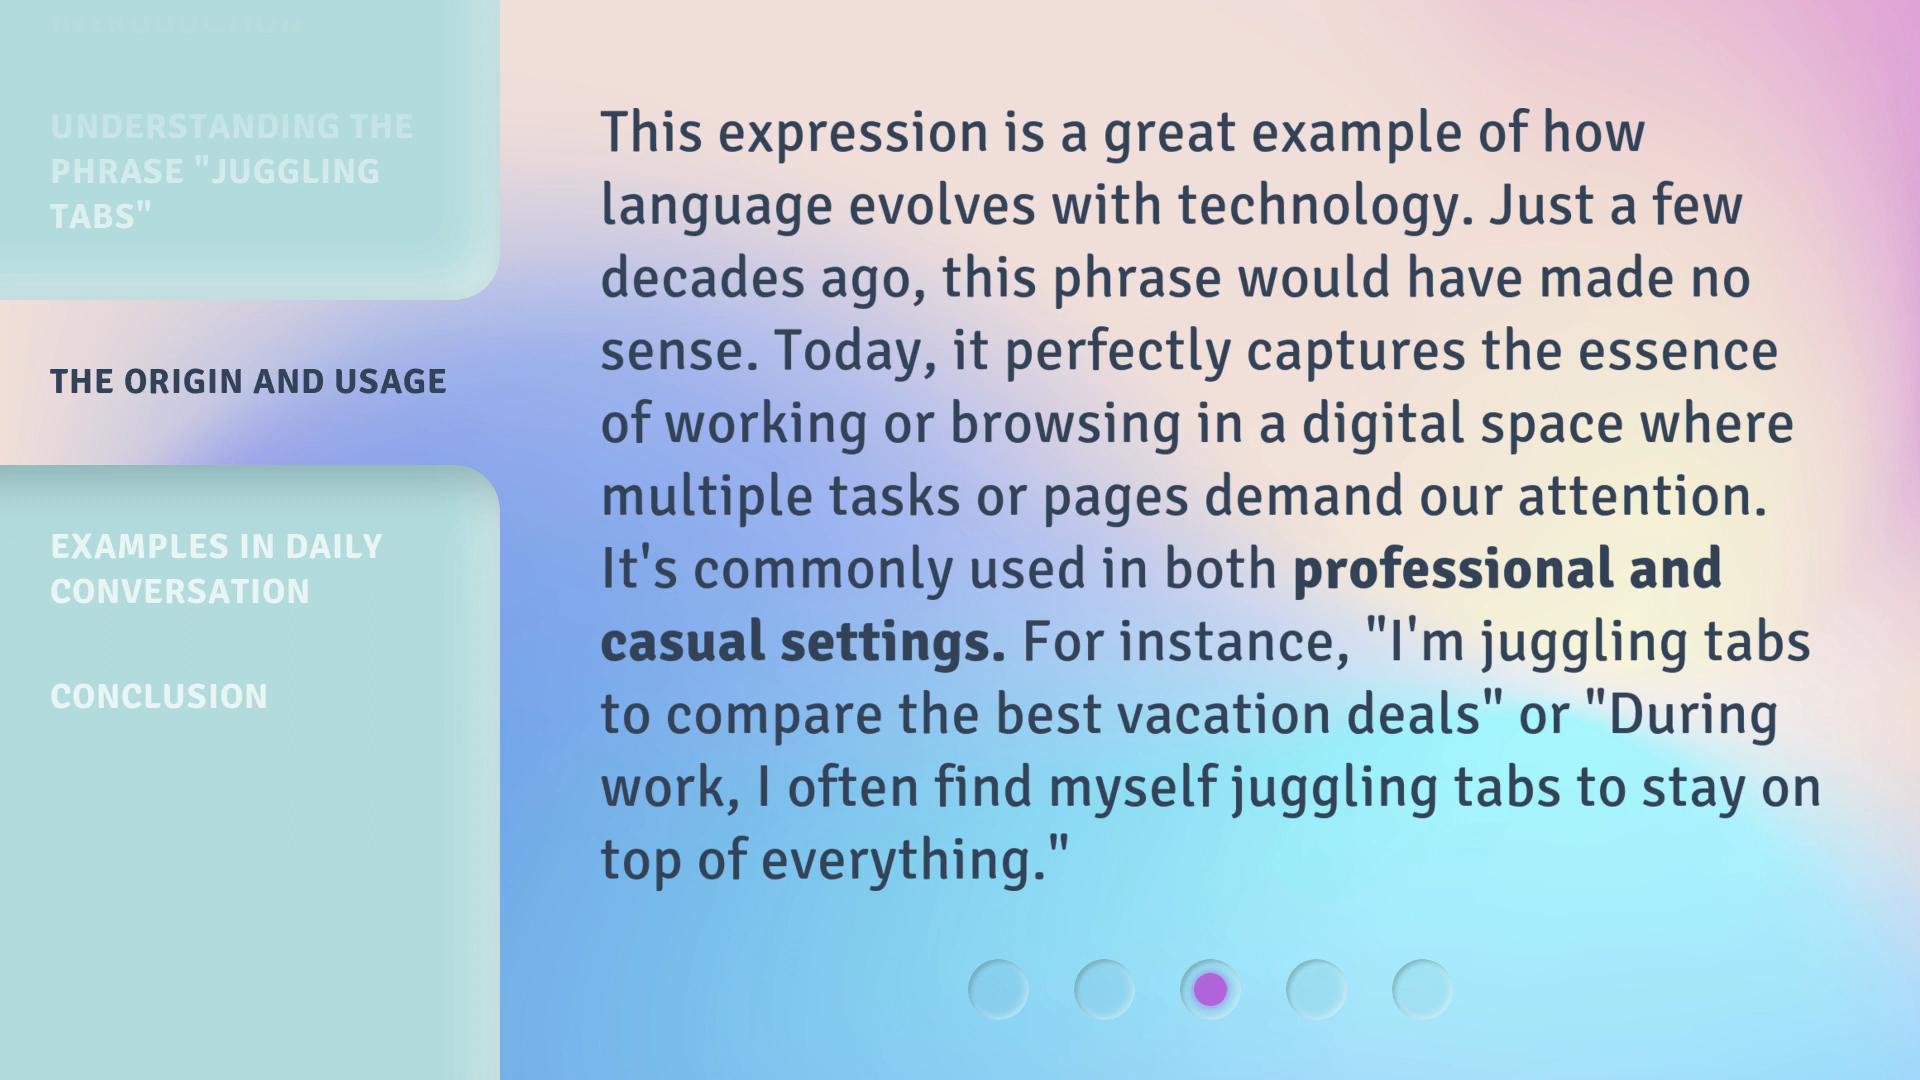 INTRODUCTION
UNDERSTANDING THE
PHRASE "JUGGLING
TABS"
THE ORIGIN AND USAGE
EXAMPLES IN DAILY
CONVERSATION
CONCLUSION
This expression is a great example of how
language evolves with technology. Just a few
decades ago, this phrase would have made no
sense. Today, it perfectly captures the essence
of working or browsing in a digital space where
multiple tasks or pages demand our attention.
It's commonly used in both professional and
casual settings. For instance, "I'm juggling tabs
to compare the best vacation deals" or "During
work, I often find myself juggling tabs to stay on
top of everything."